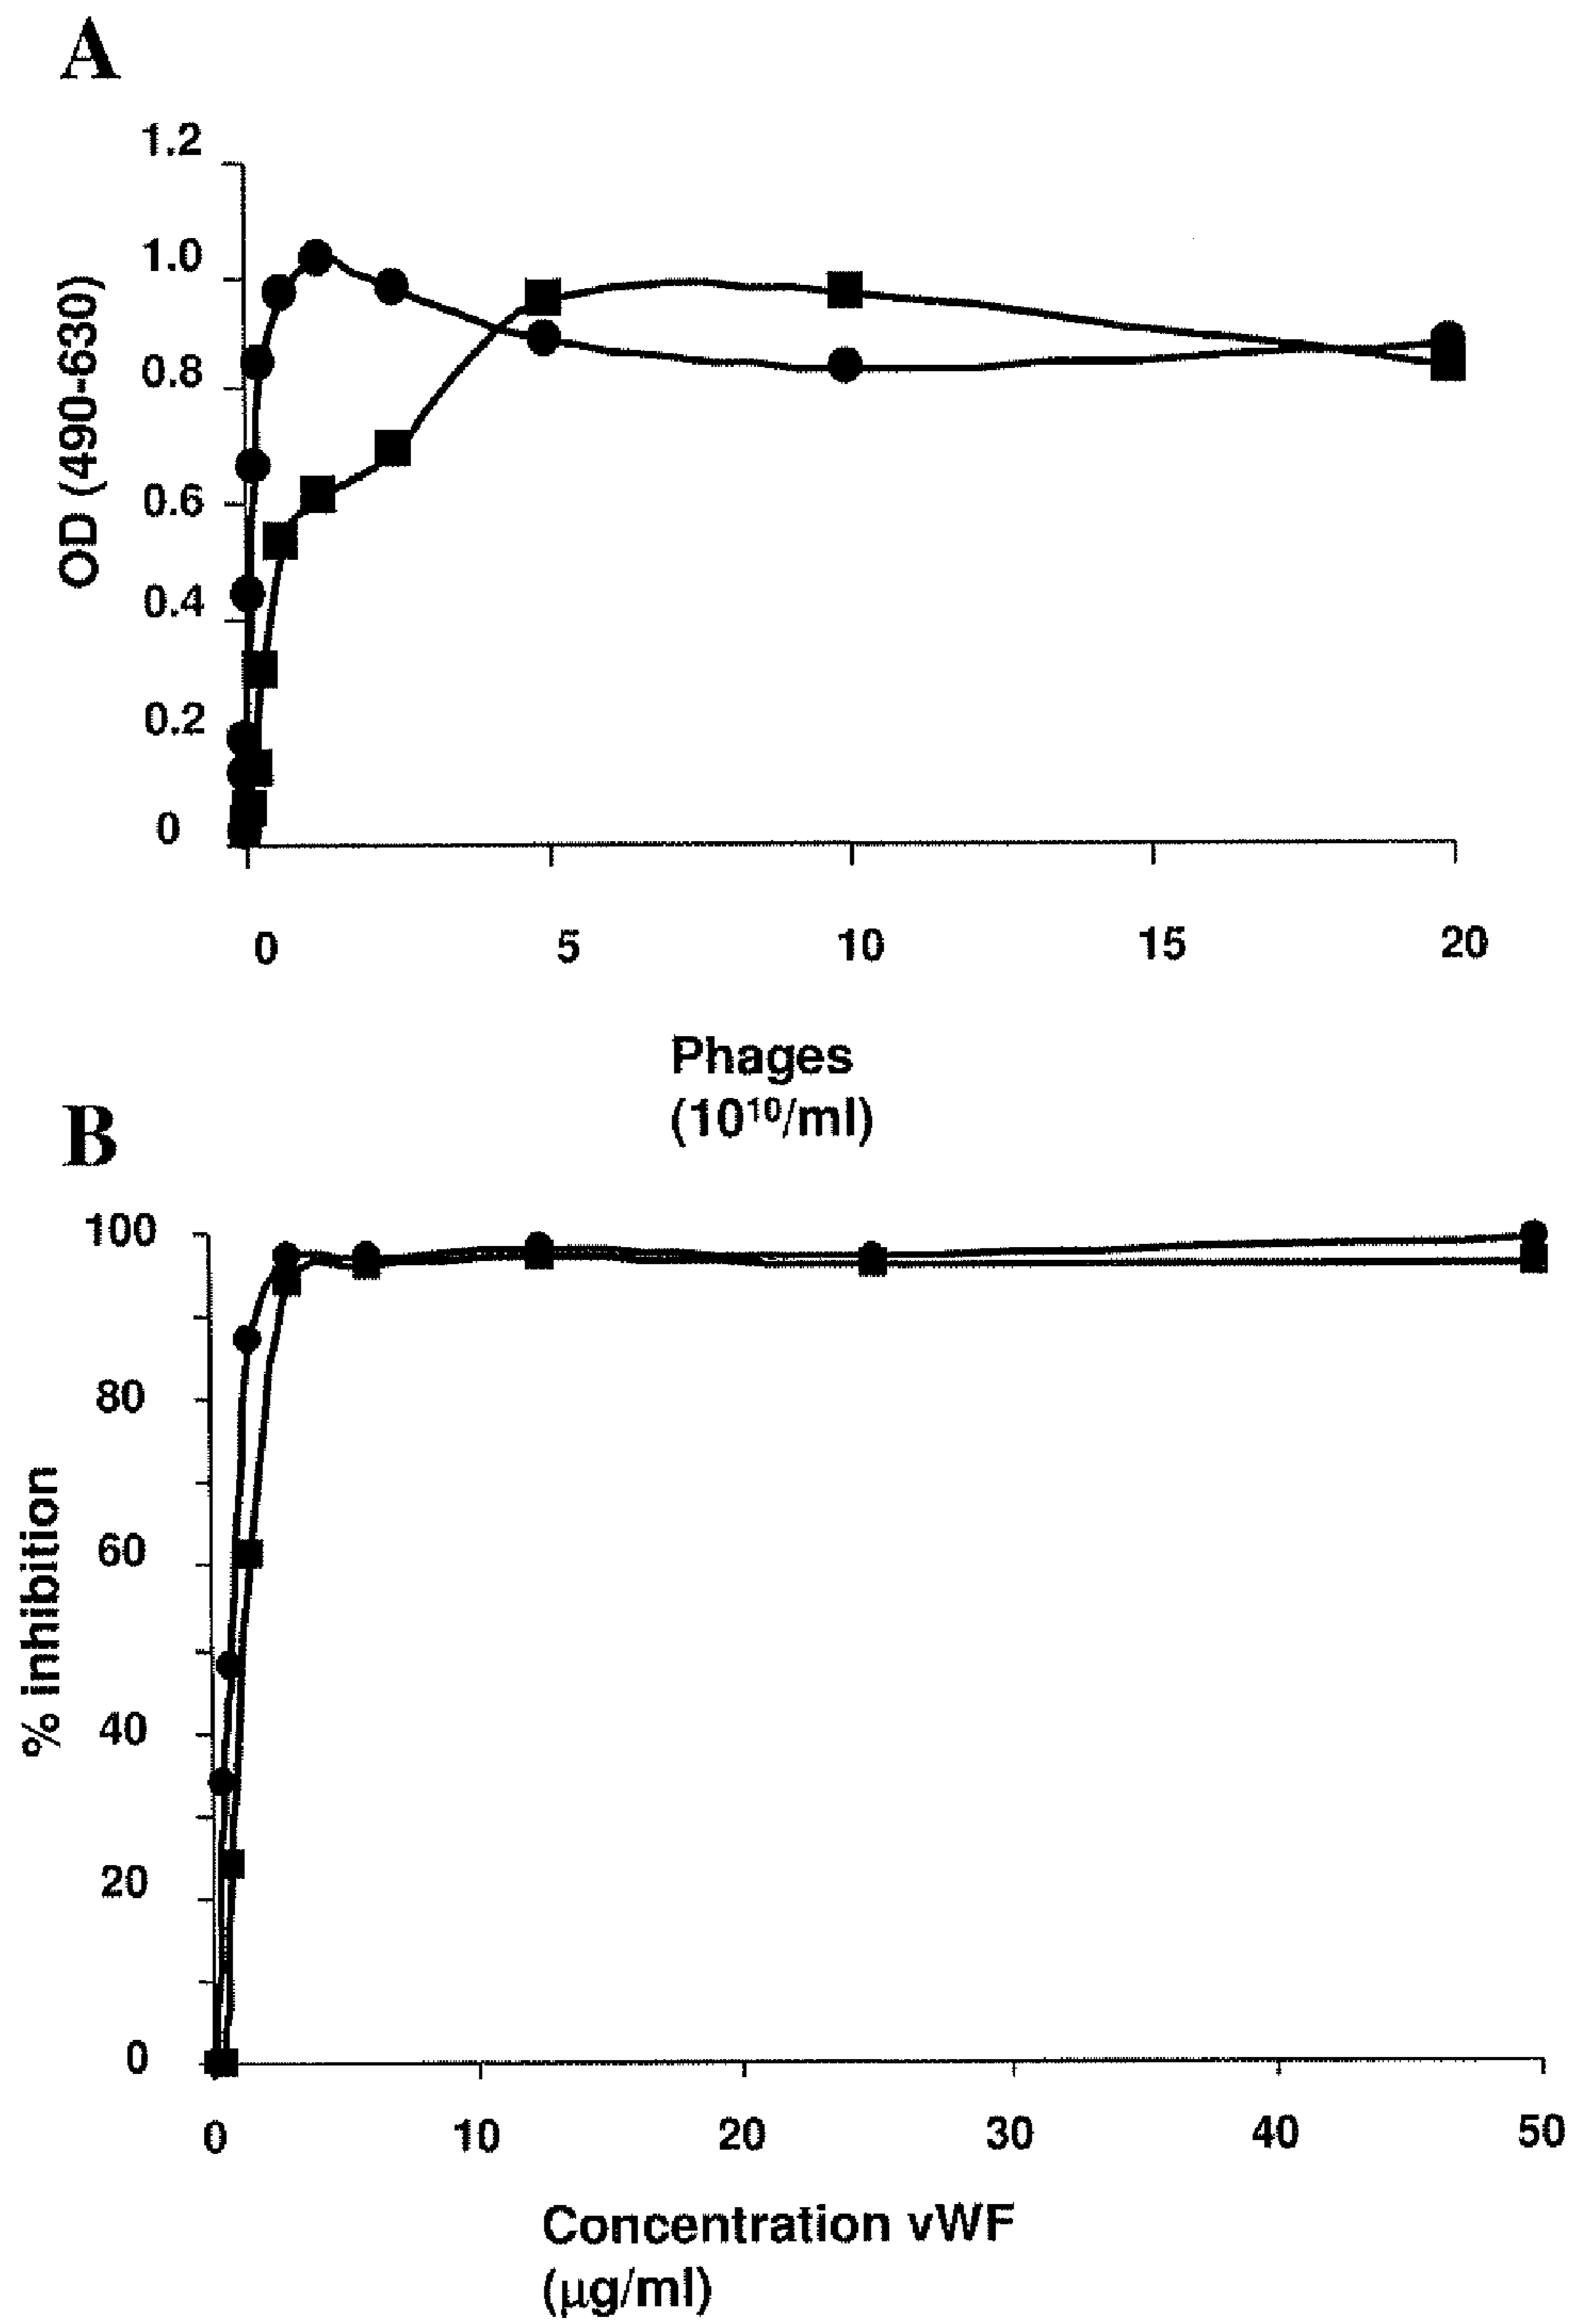 A
1.2
1.0
0.8
0.6
0.4
0.2
0
OD (490-630)
0 5 10 15 20
Phages
(10¹⁰/ml)
B
100
80
60
40
20
0
% inhibition
0 10 20 30 40 50
Concentration vWF
(μg/ml)